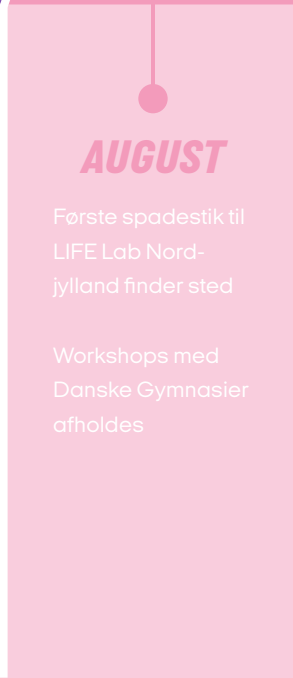 AUGUST
Første spadestik til
LIFE Lab Nord-
jylland finder sted
Workshops med
Danske Gymnasier
afholdes